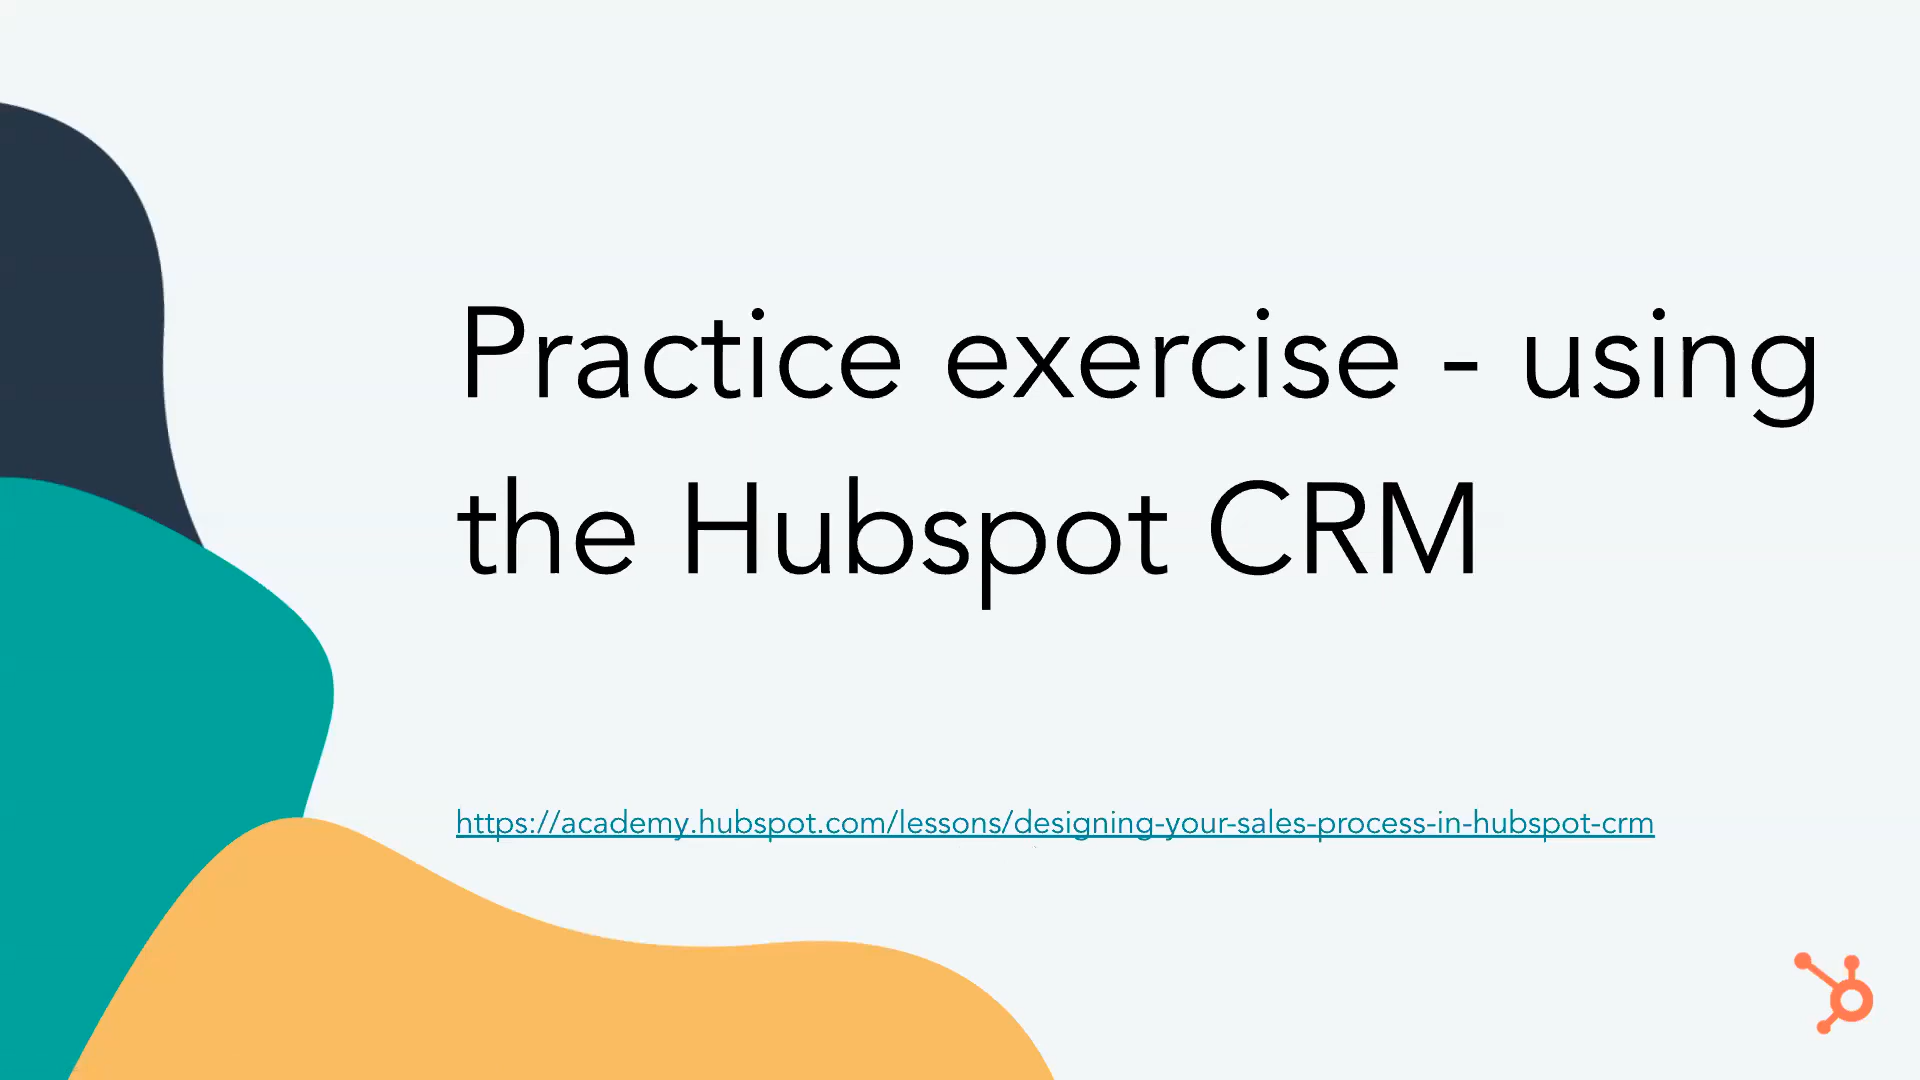 Practice exercise - using
the Hubspot CRM
https://academy.hubspot.com/lessons/designing-your-sales-process-in-hubspot-crm